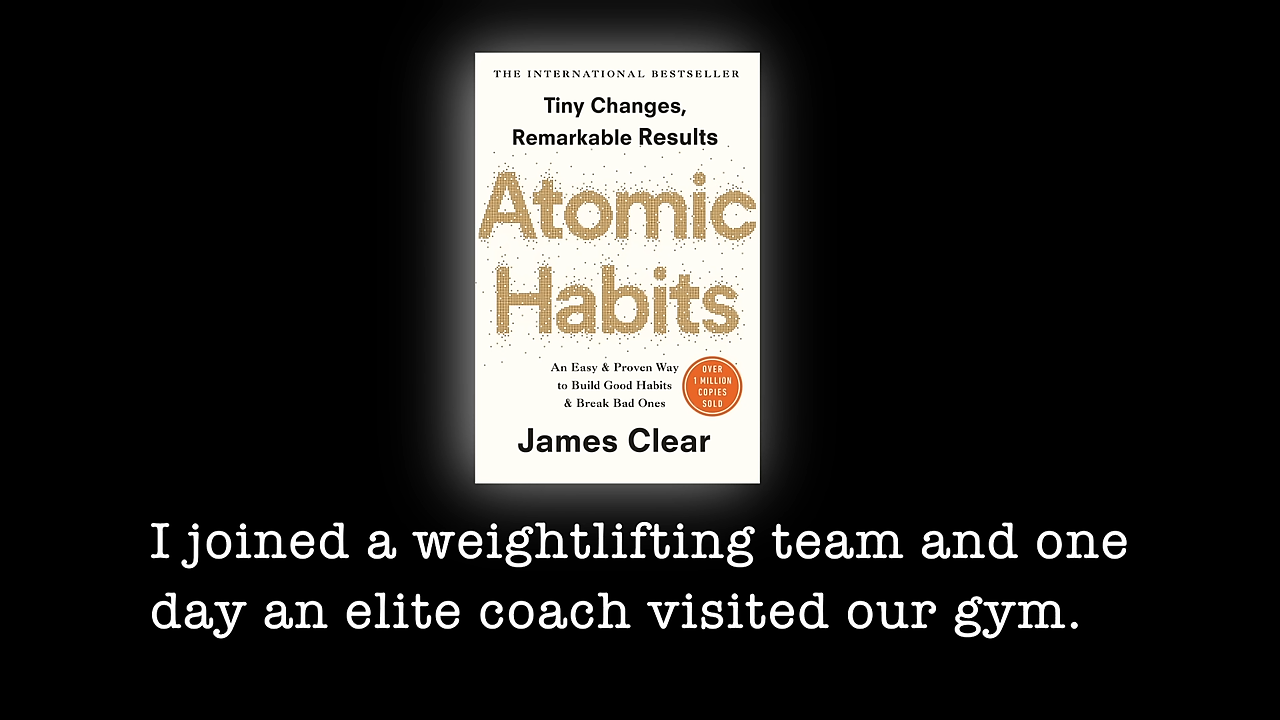 THE INTERNATIONAL BESTSELLER
Tiny Changes,
Remarkable Results
Atomic
Habits
An Easy & Proven Way
to Build Good Habits
& Break Bad Ones
OVER
1 MILLION
COPIES
SOLD
James Clear
I joined a weightlifting team and one
day an elite coach visited our gym.